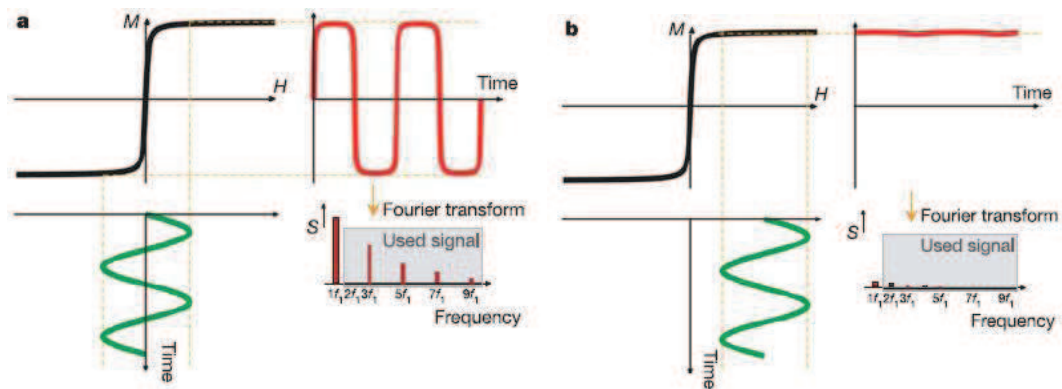 a
M
H
Time
Fourier transform
S
Used signal
1f₁ 2f₁ 3f₁ 5f₁ 7f₁ 9f₁
Frequency
Time
b
M
H
Time
Fourier transform
S
Used signal
1f₁ 2f₁ 3f₁ 5f₁ 7f₁ 9f₁
Frequency
Time